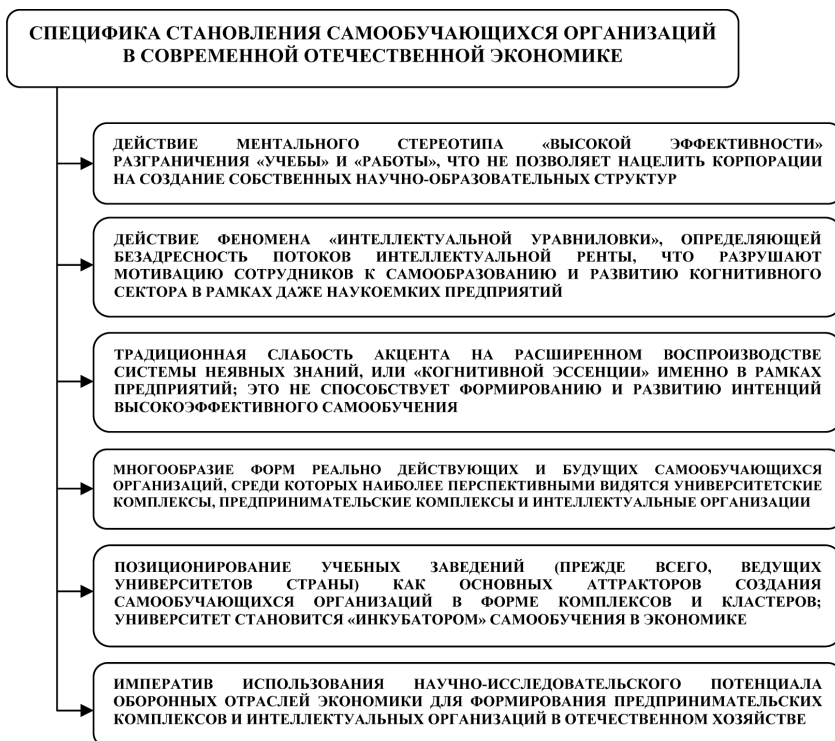 СПЕЦИФИКА СТАНОВЛЕНИЯ САМООБУЧАЮЩИХСЯ ОРГАНИЗАЦИЙ
В СОВРЕМЕННОЙ ОТЕЧЕСТВЕННОЙ ЭКОНОМИКЕ
ДЕЙСТВИЕ МЕНТАЛЬНОГО СТЕРЕОТИПА «ВЫСОКОЙ ЭФФЕКТИВНОСТИ»
РАЗГРАНИЧЕНИЯ «УЧЕБЫ» И «РАБОТЫ», ЧТО НЕ ПОЗВОЛЯЕТ НАЦЕЛИТЬ КОРПОРАЦИИ
НА СОЗДАНИЕ СОБСТВЕННЫХ НАУЧНО-ОБРАЗОВАТЕЛЬНЫХ СТРУКТУР
ДЕЙСТВИЕ ФЕНОМЕНА «ИНТЕЛЛЕКТУАЛЬНОЙ УРАВНИЛОВКИ», ОПРЕДЕЛЯЮЩЕЙ
БЕЗАДРЕСНОСТЬ ПОТОКОВ ИНТЕЛЛЕКТУАЛЬНОЙ РЕНТЫ, ЧТО РАЗРУШАЮТ
МОТИВАЦИЮ СОТРУДНИКОВ К САМООБРАЗОВАНИЮ И РАЗВИТИЮ КОГНИТИВНОГО
СЕКТОРА В РАМКАХ ДАЖЕ НАУКОЕМКИХ ПРЕДПРИЯТИЙ
ТРАДИЦИОННАЯ СЛАБОСТЬ АКЦЕНТА НА РАСШИРЕННОМ ВОСПРОИЗВОДСТВЕ
СИСТЕМЫ НЕЯВНЫХ ЗНАНИЙ, ИЛИ «КОГНИТИВНОЙ ЭССЕНЦИИ» ИМЕННО В РАМКАХ
ПРЕДПРИЯТИЙ; ЭТО НЕ СПОСОБСТВУЕТ ФОРМИРОВАНИЮ И РАЗВИТИЮ ИНТЕНЦИЙ
ВЫСОКОЭФФЕКТИВНОГО САМООБУЧЕНИЯ
МНОГООБРАЗИЕ ФОРМ РЕАЛЬНО ДЕЙСТВУЮЩИХ И БУДУЩИХ САМООБУЧАЮЩИХСЯ
ОРГАНИЗАЦИЙ, СРЕДИ КОТОРЫХ НАИБОЛЕЕ ПЕРСПЕКТИВНЫМИ ВИДЯТСЯ УНИВЕРСИТЕТСКИЕ
КОМПЛЕКСЫ, ПРЕДПРИНИМАТЕЛЬСКИЕ КОМПЛЕКСЫ И ИНТЕЛЛЕКТУАЛЬНЫЕ ОРГАНИЗАЦИИ
ПОЗИЦИОНИРОВАНИЕ УЧЕБНЫХ ЗАВЕДЕНИЙ (ПРЕЖДЕ ВСЕГО, ВЕДУЩИХ
УНИВЕРСИТЕТОВ СТРАНЫ) КАК ОСНОВНЫХ АТТРАКТОРОВ СОЗДАНИЯ
САМООБУЧАЮЩИХСЯ ОРГАНИЗАЦИЙ В ФОРМЕ КОМПЛЕКСОВ И КЛАСТЕРОВ;
УНИВЕРСИТЕТ СТАНОВИТСЯ «ИНКУБАТОРОМ» САМООБУЧЕНИЯ В ЭКОНОМИКЕ
ИМПЕРАТИВ ИСПОЛЬЗОВАНИЯ НАУЧНО-ИССЛЕДОВАТЕЛЬСКОГО ПОТЕНЦИАЛА
ОБОРОННЫХ ОТРАСЛЕЙ ЭКОНОМИКИ ДЛЯ ФОРМИРОВАНИЯ ПРЕДПРИНИМАТЕЛЬСКИХ
КОМПЛЕКСОВ И ИНТЕЛЛЕКТУАЛЬНЫХ ОРГАНИЗАЦИЙ В ОТЕЧЕСТВЕННОМ ХОЗЯЙСТВЕ